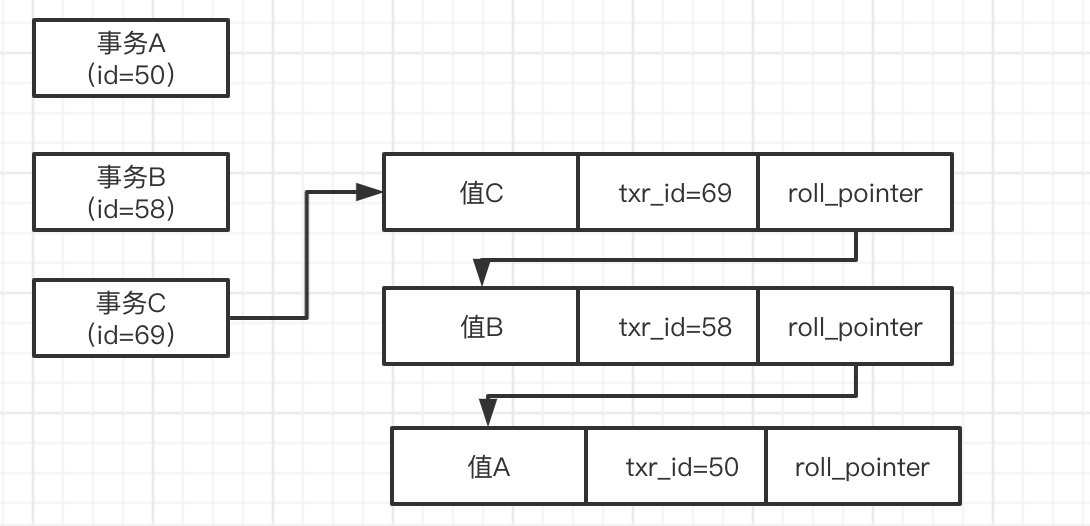 事务A
（id=50）
事务B
（id=58）
值C
txr_id=69
roll_pointer
事务C
（id=69）
值B
txr_id=58
roll_pointer
值A
txr_id=50
roll_pointer